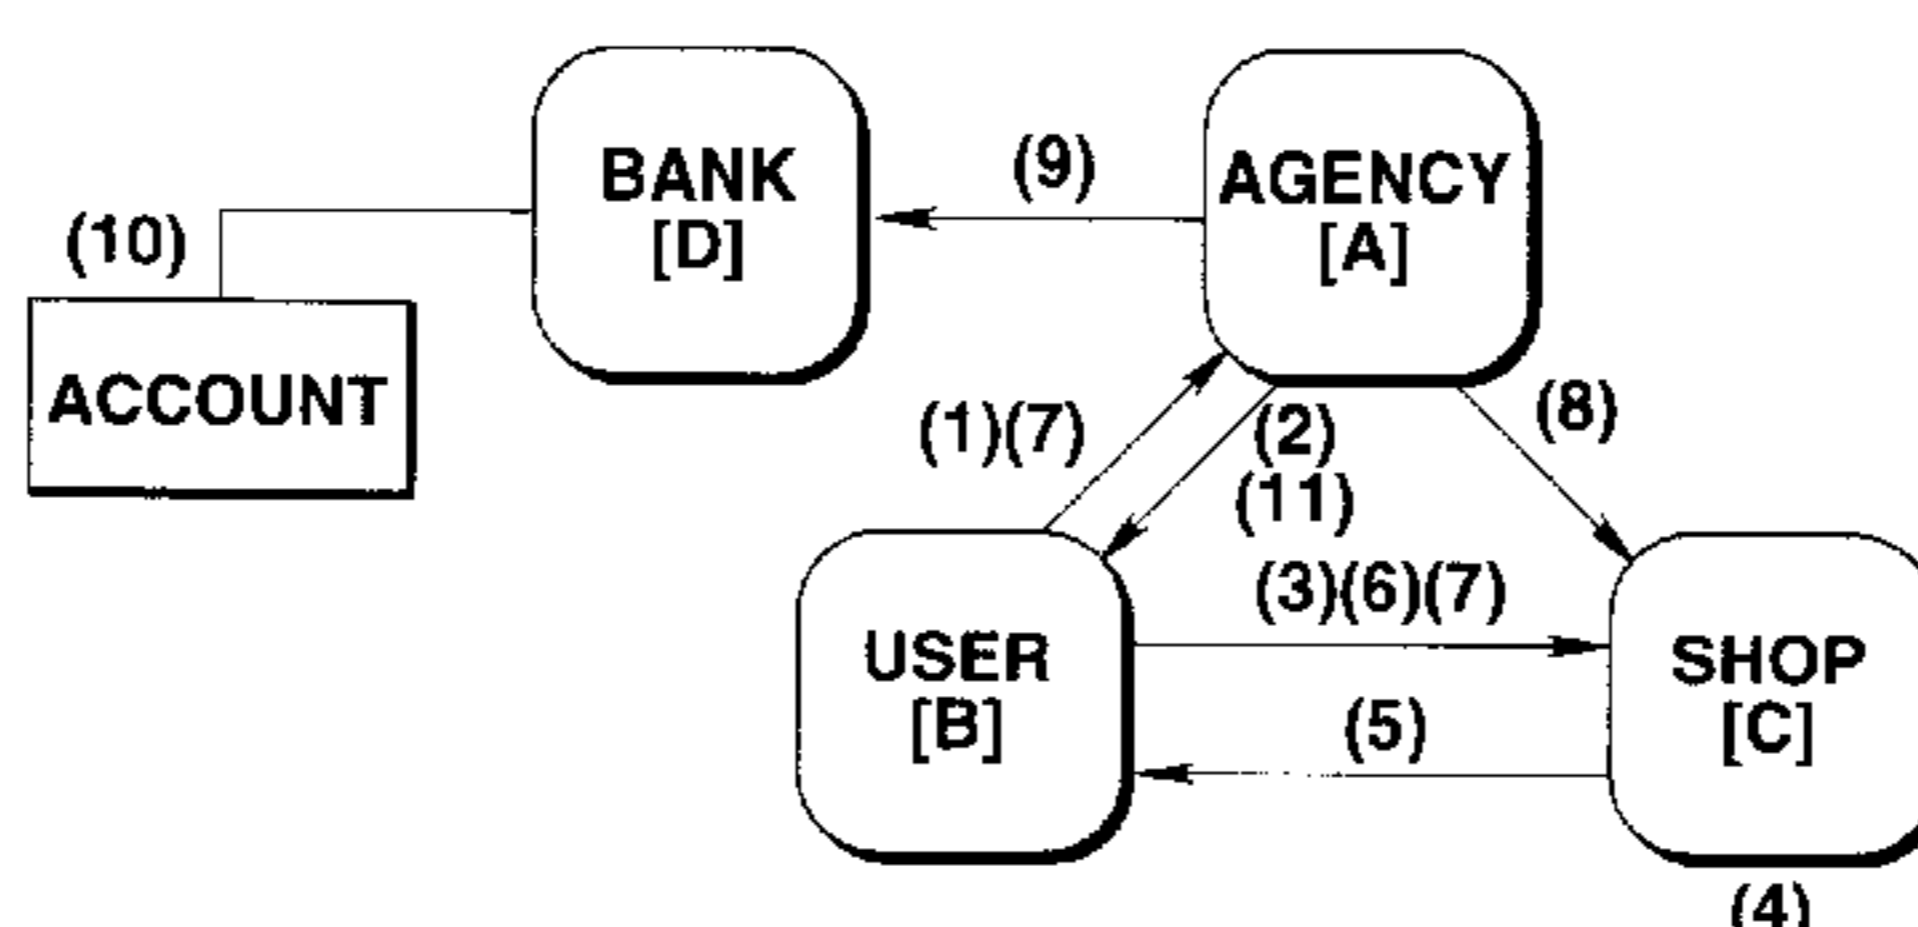 BANK
[D]
(9)
AGENCY
[A]
(10)
ACCOUNT
(1)(7)
(2)
(11)
(8)
(3)(6)(7)
USER
[B]
(5)
SHOP
[C]
(4)